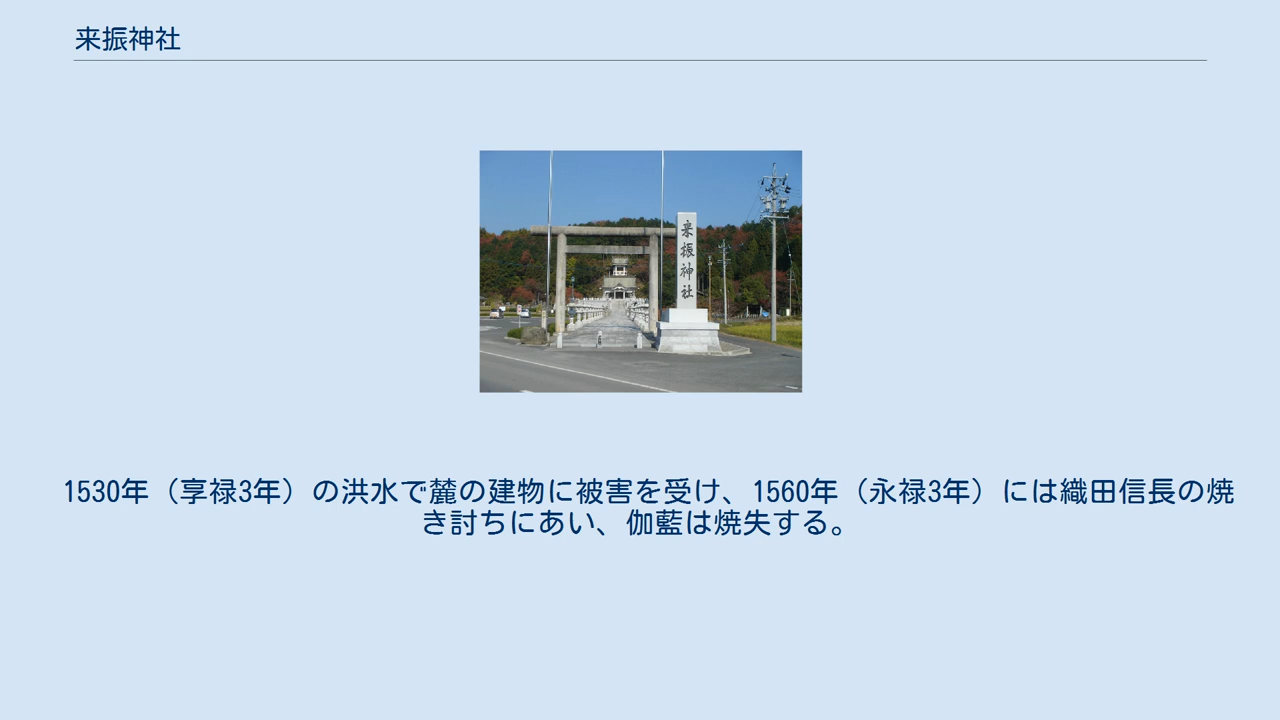 来振神社
来振神社
1530年（享禄3年）の洪水で麓の建物に被害を受け、1560年（永禄3年）には織田信長の焼
き討ちにあい、伽藍は焼失する。